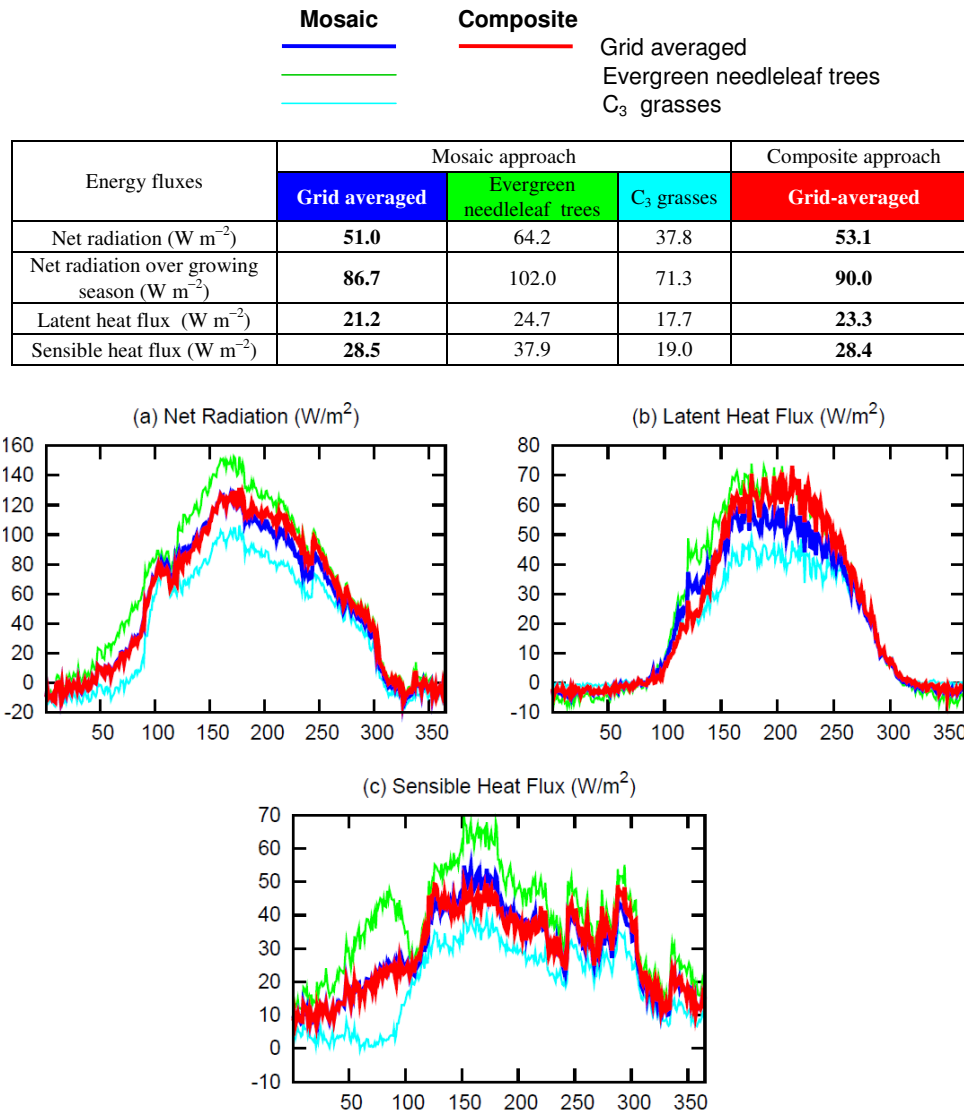 Mosaic Composite
Grid averaged
Evergreen needleleaf trees
C₃ grasses
Energy fluxes Mosaic approach Composite approach
Grid averaged Evergreen needleleaf trees C₃ grasses Grid-averaged
Net radiation (W m⁻²) 51.0 64.2 37.8 53.1
Net radiation over growing season (W m⁻²) 86.7 102.0 71.3 90.0
Latent heat flux (W m⁻²) 21.2 24.7 17.7 23.3
Sensible heat flux (W m⁻²) 28.5 37.9 19.0 28.4
(a) Net Radiation (W/m²)
160
140
120
100
80
60
40
20
0
-20
50 100 150 200 250 300 350
(b) Latent Heat Flux (W/m²)
80
70
60
50
40
30
20
10
0
-10
50 100 150 200 250 300 350
(c) Sensible Heat Flux (W/m²)
70
60
50
40
30
20
10
0
-10
50 100 150 200 250 300 350